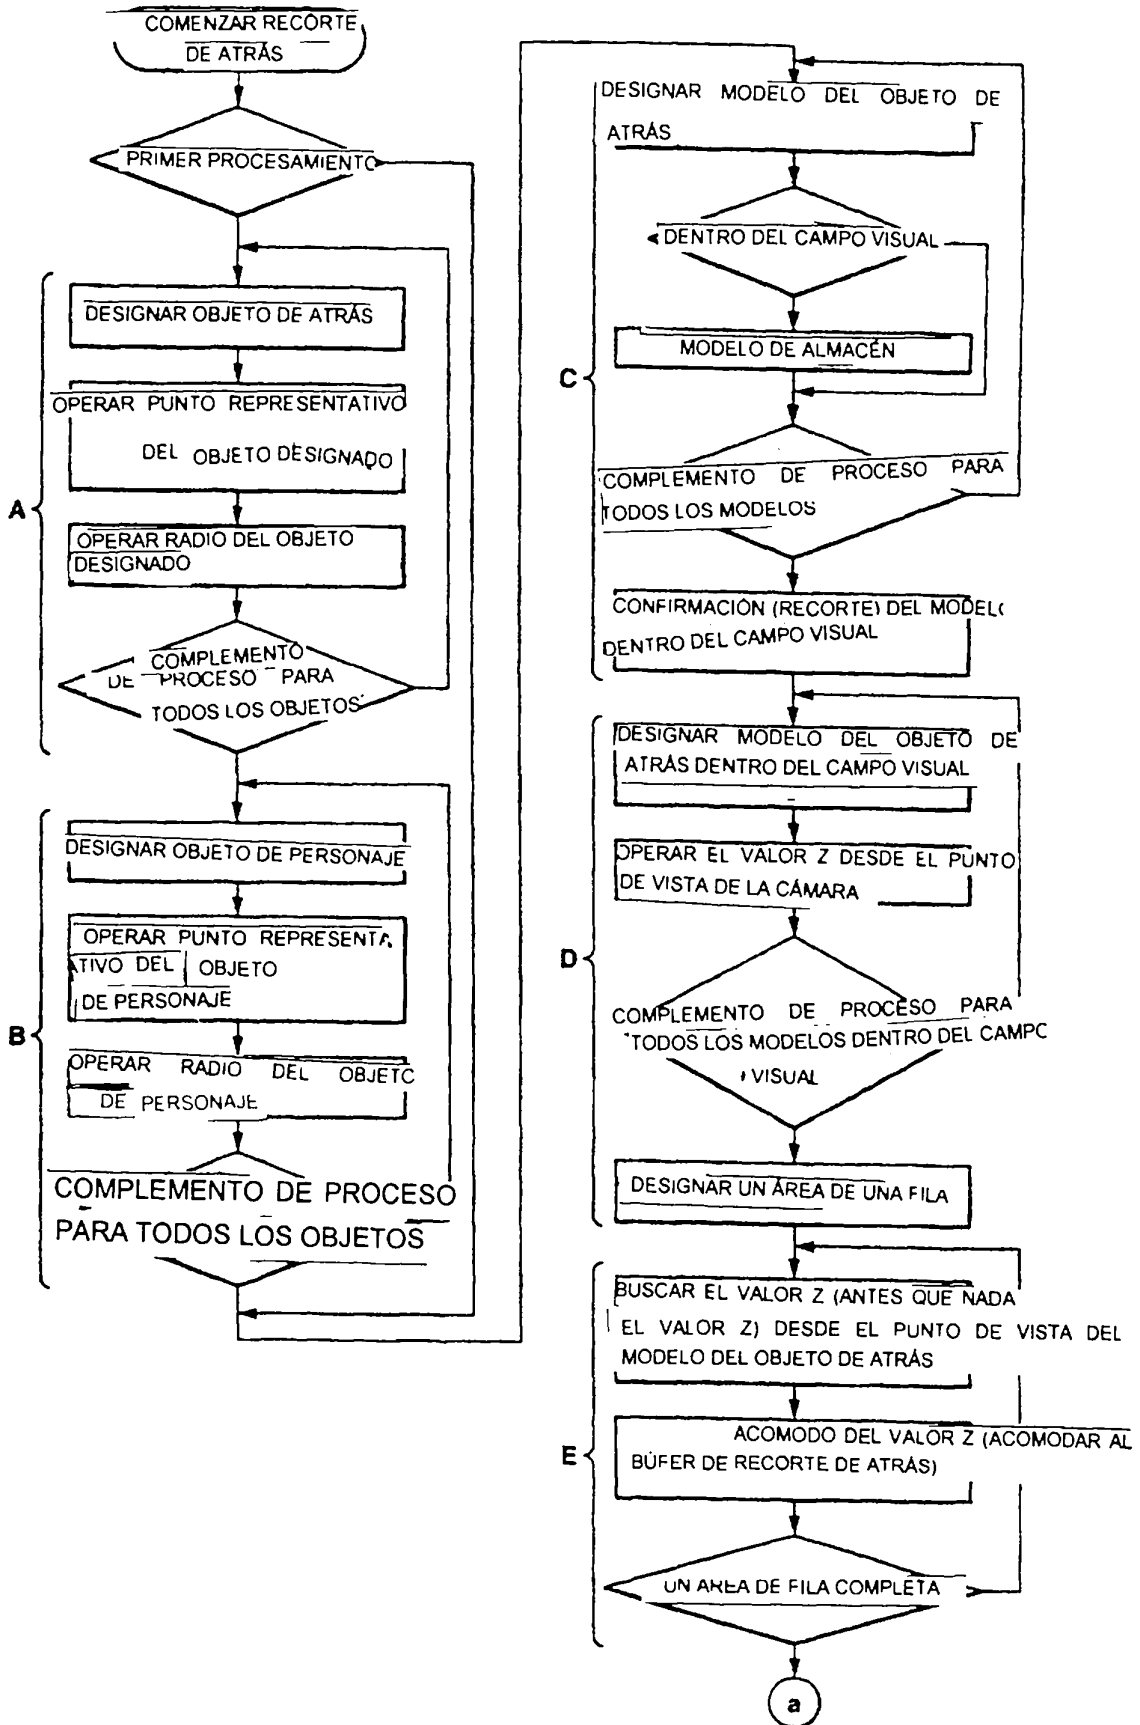 COMENZAR RECORTE
DE ATRÁS
PRIMER PROCESAMIENTO
A
DESIGNAR OBJETO DE ATRÁS
OPERAR PUNTO REPRESENTATIVO
DEL OBJETO DESIGNADO
OPERAR RADIO DEL OBJETO
DESIGNADO
COMPLEMENTO
DE PROCESO PARA
TODOS LOS OBJETOS
B
DESIGNAR OBJETO DE PERSONAJE
OPERAR PUNTO REPRESENTA
ATIVO DEL OBJETO
DE PERSONAJE
OPERAR RADIO DEL OBJETO
DE PERSONAJE
COMPLEMENTO DE PROCESO
PARA TODOS LOS OBJETOS
C
DESIGNAR MODELO DEL OBJETO DE
ATRÁS
DENTRO DEL CAMPO VISUAL
MODELO DE ALMACÉN
COMPLEMENTO DE PROCESO PARA
TODOS LOS MODELOS
CONFIRMACIÓN (RECORTE) DEL MODELO
DENTRO DEL CAMPO VISUAL
D
DESIGNAR MODELO DEL OBJETO DE
ATRÁS DENTRO DEL CAMPO VISUAL
OPERAR EL VALOR Z DESDE EL PUNTO
DE VISTA DE LA CÁMARA
COMPLEMENTO DE PROCESO PARA
TODOS LOS MODELOS DENTRO DEL CAMPO
VISUAL
DESIGNAR UN ÁREA DE UNA FILA
E
BUSCAR EL VALOR Z (ANTES QUE NADA
EL VALOR Z) DESDE EL PUNTO DE VISTA DEL
MODELO DEL OBJETO DE ATRÁS
ACOMODO DEL VALOR Z (ACOMODAR AL
BÚFER DE RECORTE DE ATRÁS)
UN AREA DE FILA COMPLETA
a